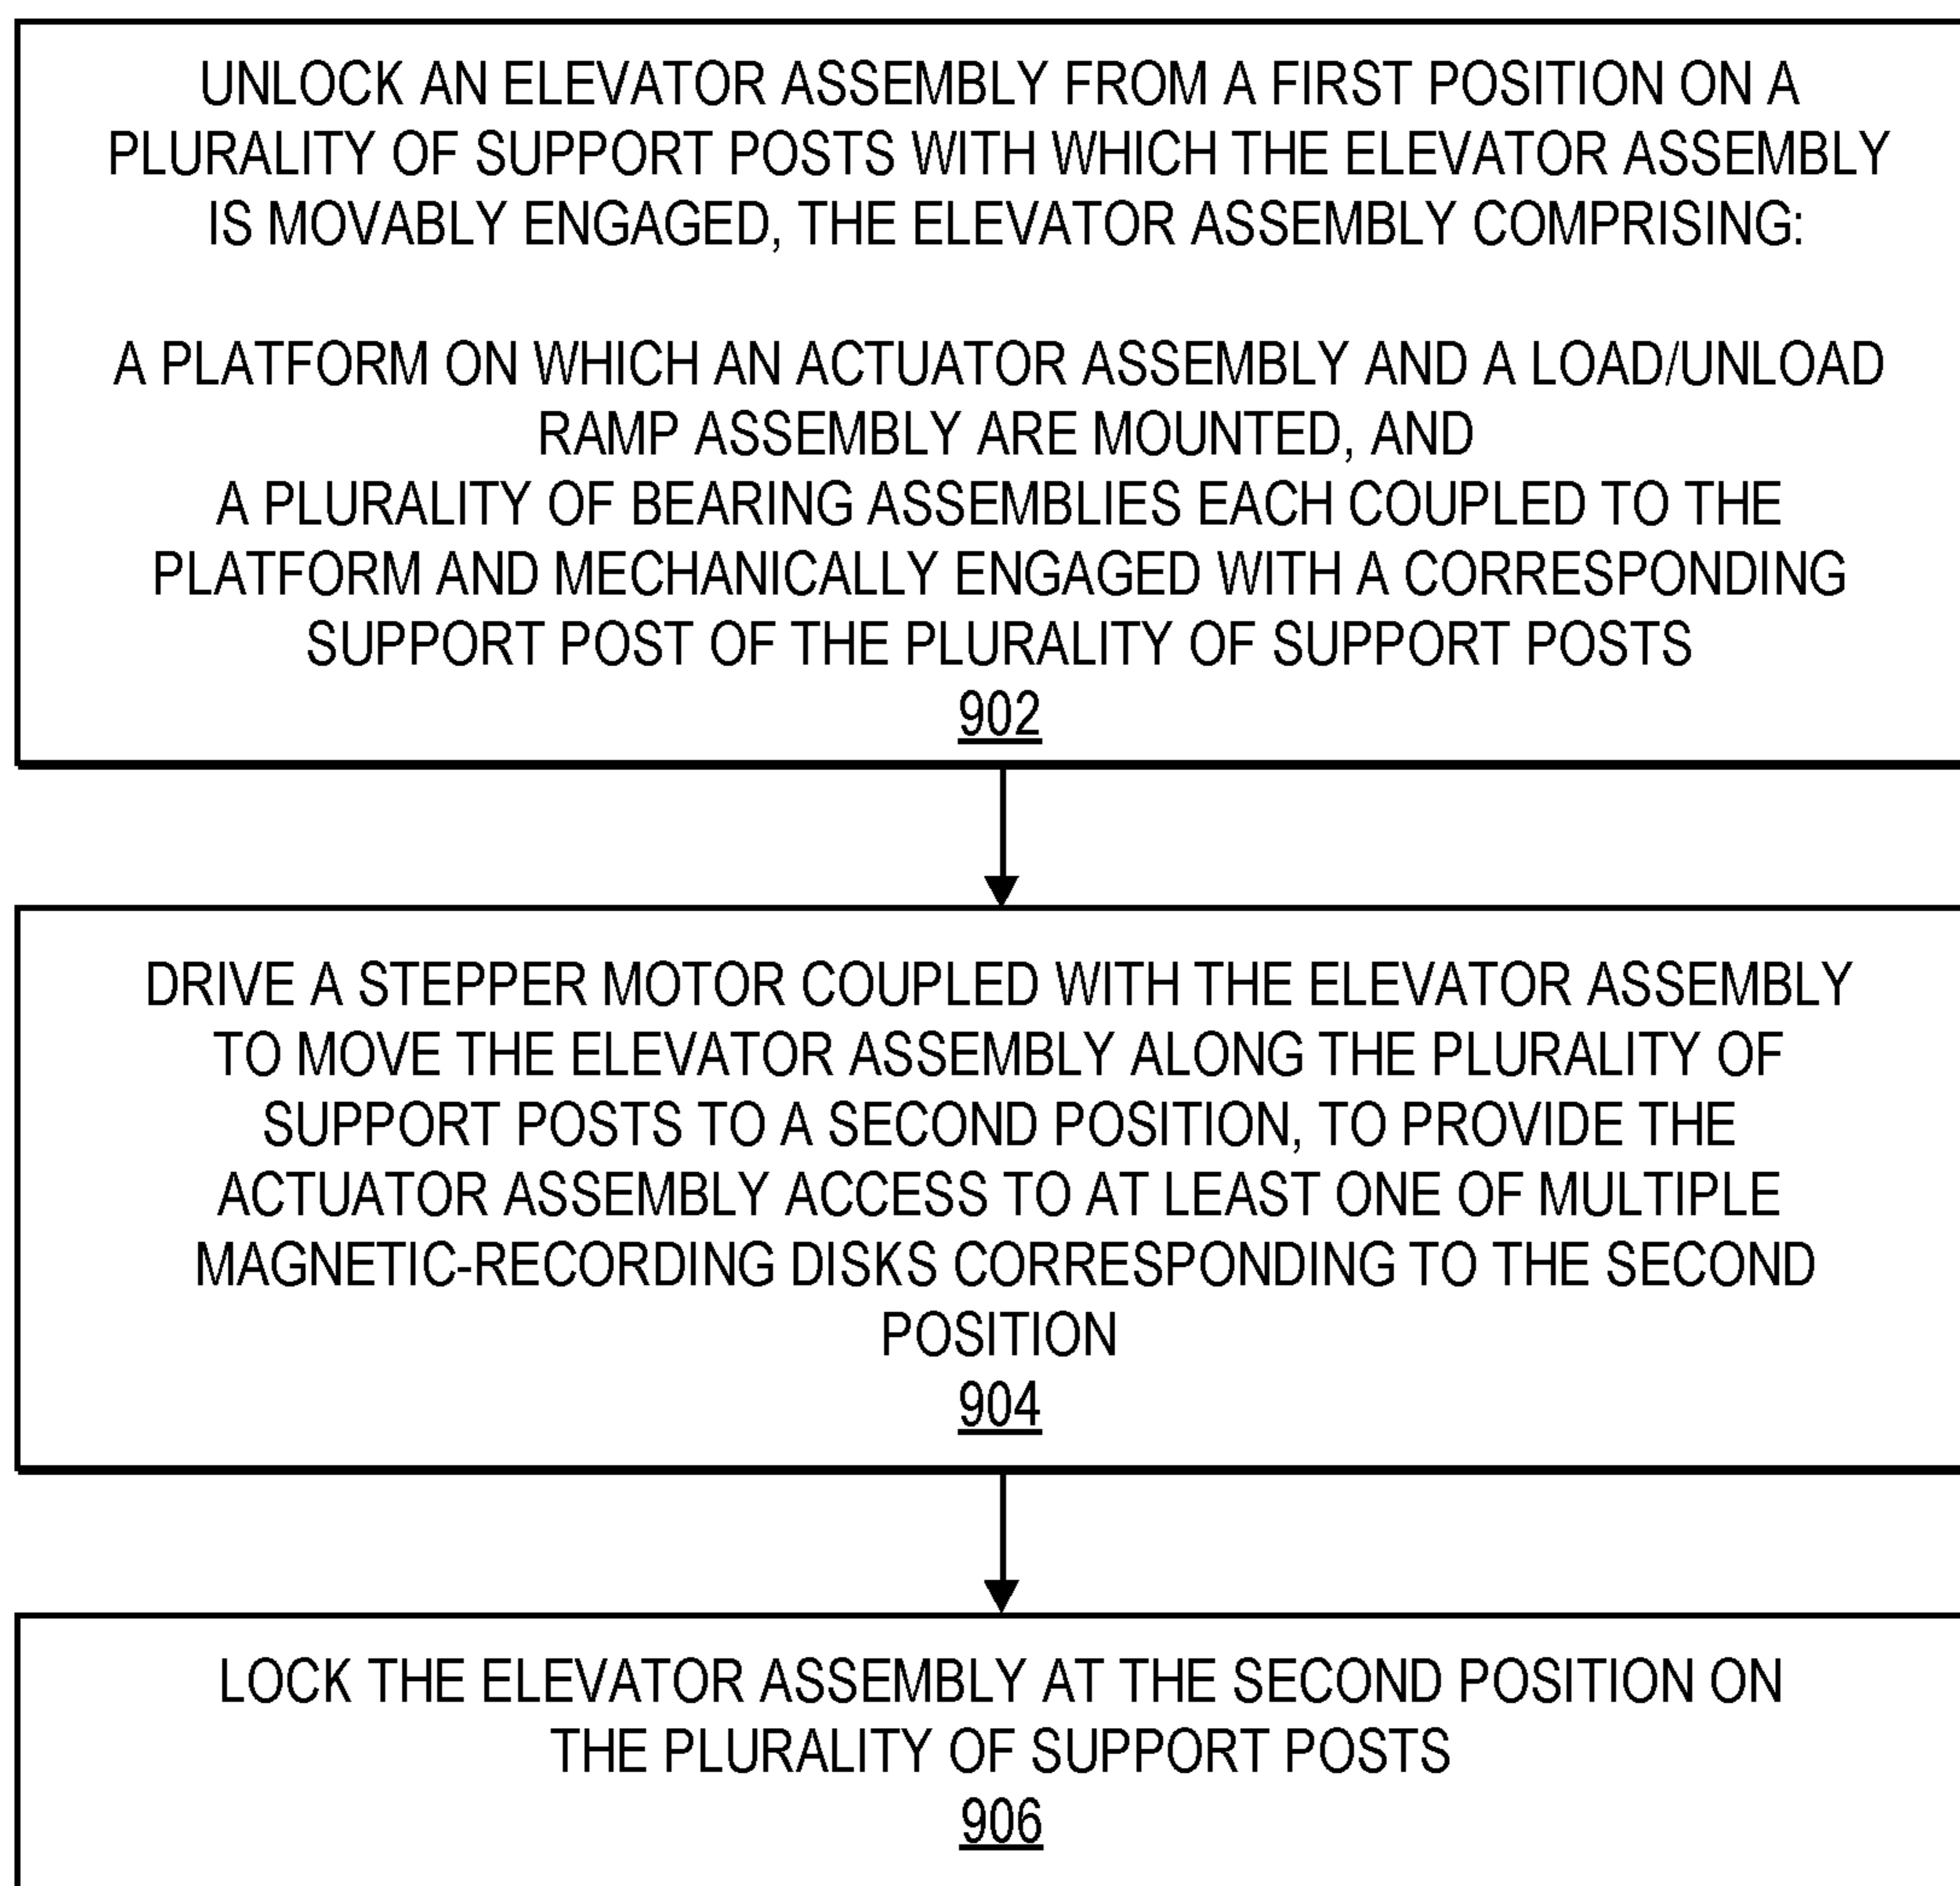 UNLOCK AN ELEVATOR ASSEMBLY FROM A FIRST POSITION ON A
PLURALITY OF SUPPORT POSTS WITH WHICH THE ELEVATOR ASSEMBLY
IS MOVABLY ENGAGED, THE ELEVATOR ASSEMBLY COMPRISING:
A PLATFORM ON WHICH AN ACTUATOR ASSEMBLY AND A LOAD/UNLOAD
RAMP ASSEMBLY ARE MOUNTED, AND
A PLURALITY OF BEARING ASSEMBLIES EACH COUPLED TO THE
PLATFORM AND MECHANICALLY ENGAGED WITH A CORRESPONDING
SUPPORT POST OF THE PLURALITY OF SUPPORT POSTS
902
DRIVE A STEPPER MOTOR COUPLED WITH THE ELEVATOR ASSEMBLY
TO MOVE THE ELEVATOR ASSEMBLY ALONG THE PLURALITY OF
SUPPORT POSTS TO A SECOND POSITION, TO PROVIDE THE
ACTUATOR ASSEMBLY ACCESS TO AT LEAST ONE OF MULTIPLE
MAGNETIC-RECORDING DISKS CORRESPONDING TO THE SECOND
POSITION
904
LOCK THE ELEVATOR ASSEMBLY AT THE SECOND POSITION ON
THE PLURALITY OF SUPPORT POSTS
906